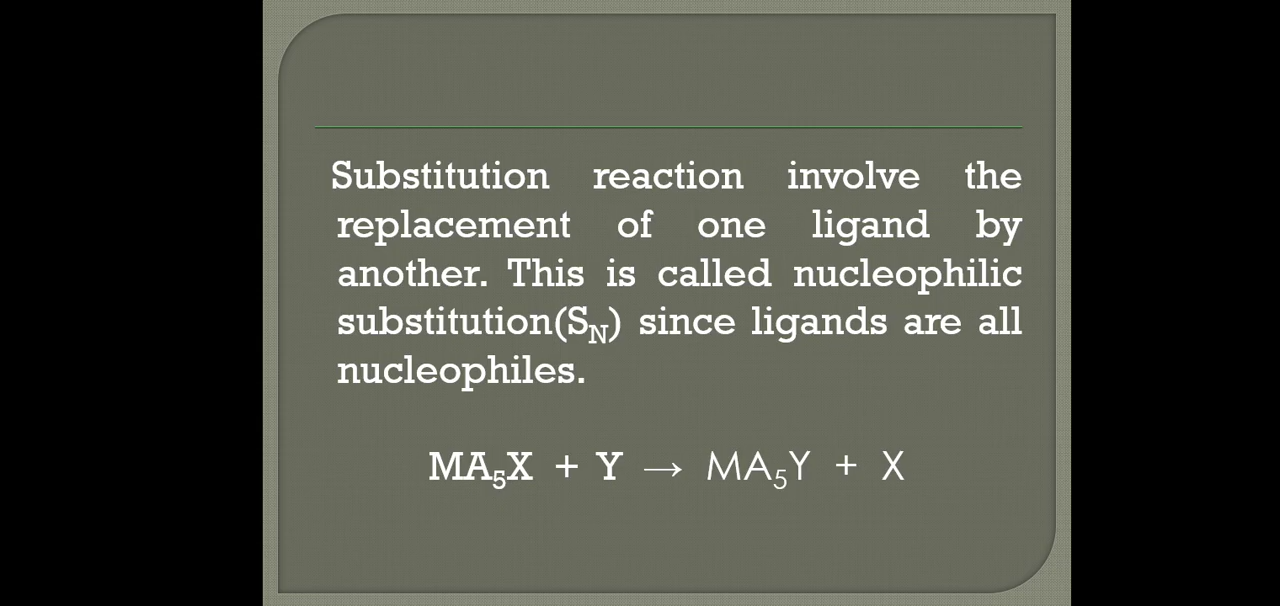 Substitution reaction involve the
replacement of one ligand by
another. This is called nucleophilic
substitution(S_N) since ligands are all
nucleophiles.
MA₅X + Y → MA₅Y + X